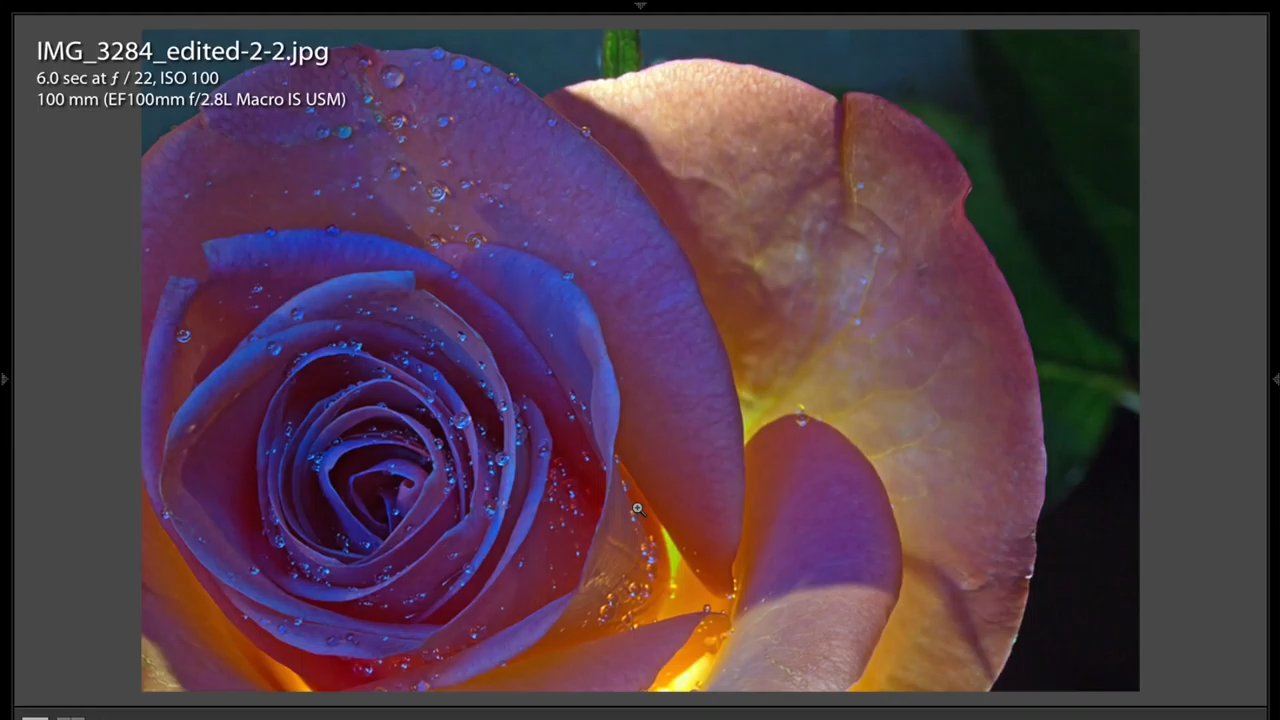 IMG_3284_edited-2-2.jpg
6.0 sec at ƒ / 22, ISO 100
100 mm (EF100mm f/2.8L Macro IS USM)